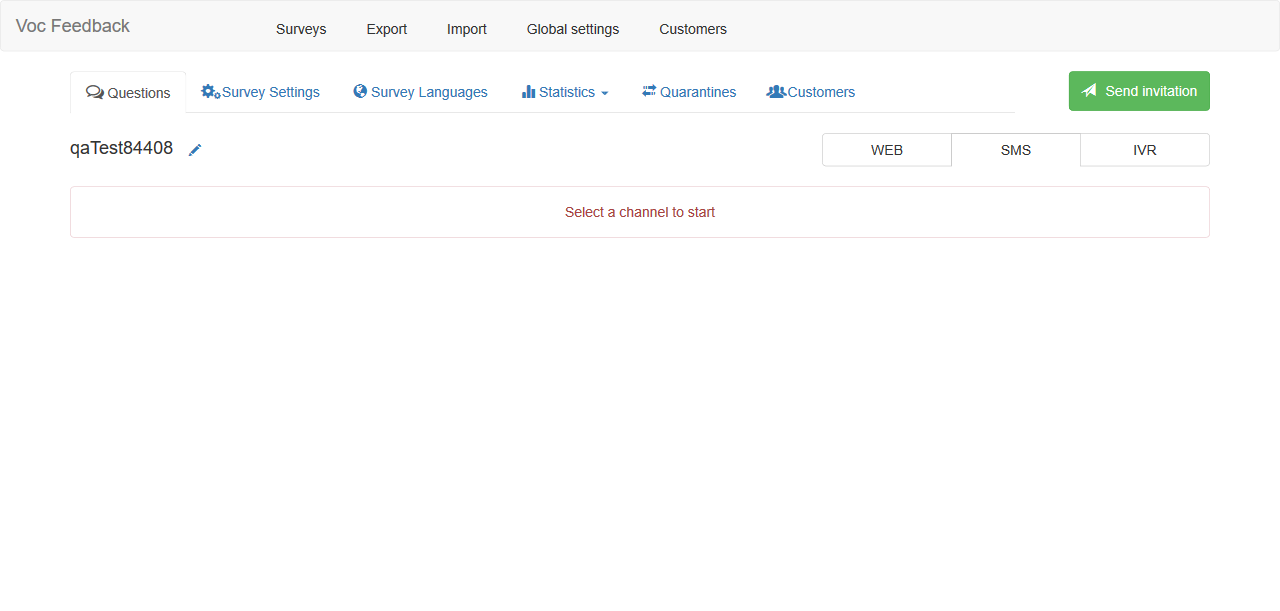 Voc Feedback Surveys Export Import Global settings Customers
Questions Survey Settings Survey Languages Statistics Quarantines Customers Send invitation
qaTest84408 WEB SMS IVR
Select a channel to start